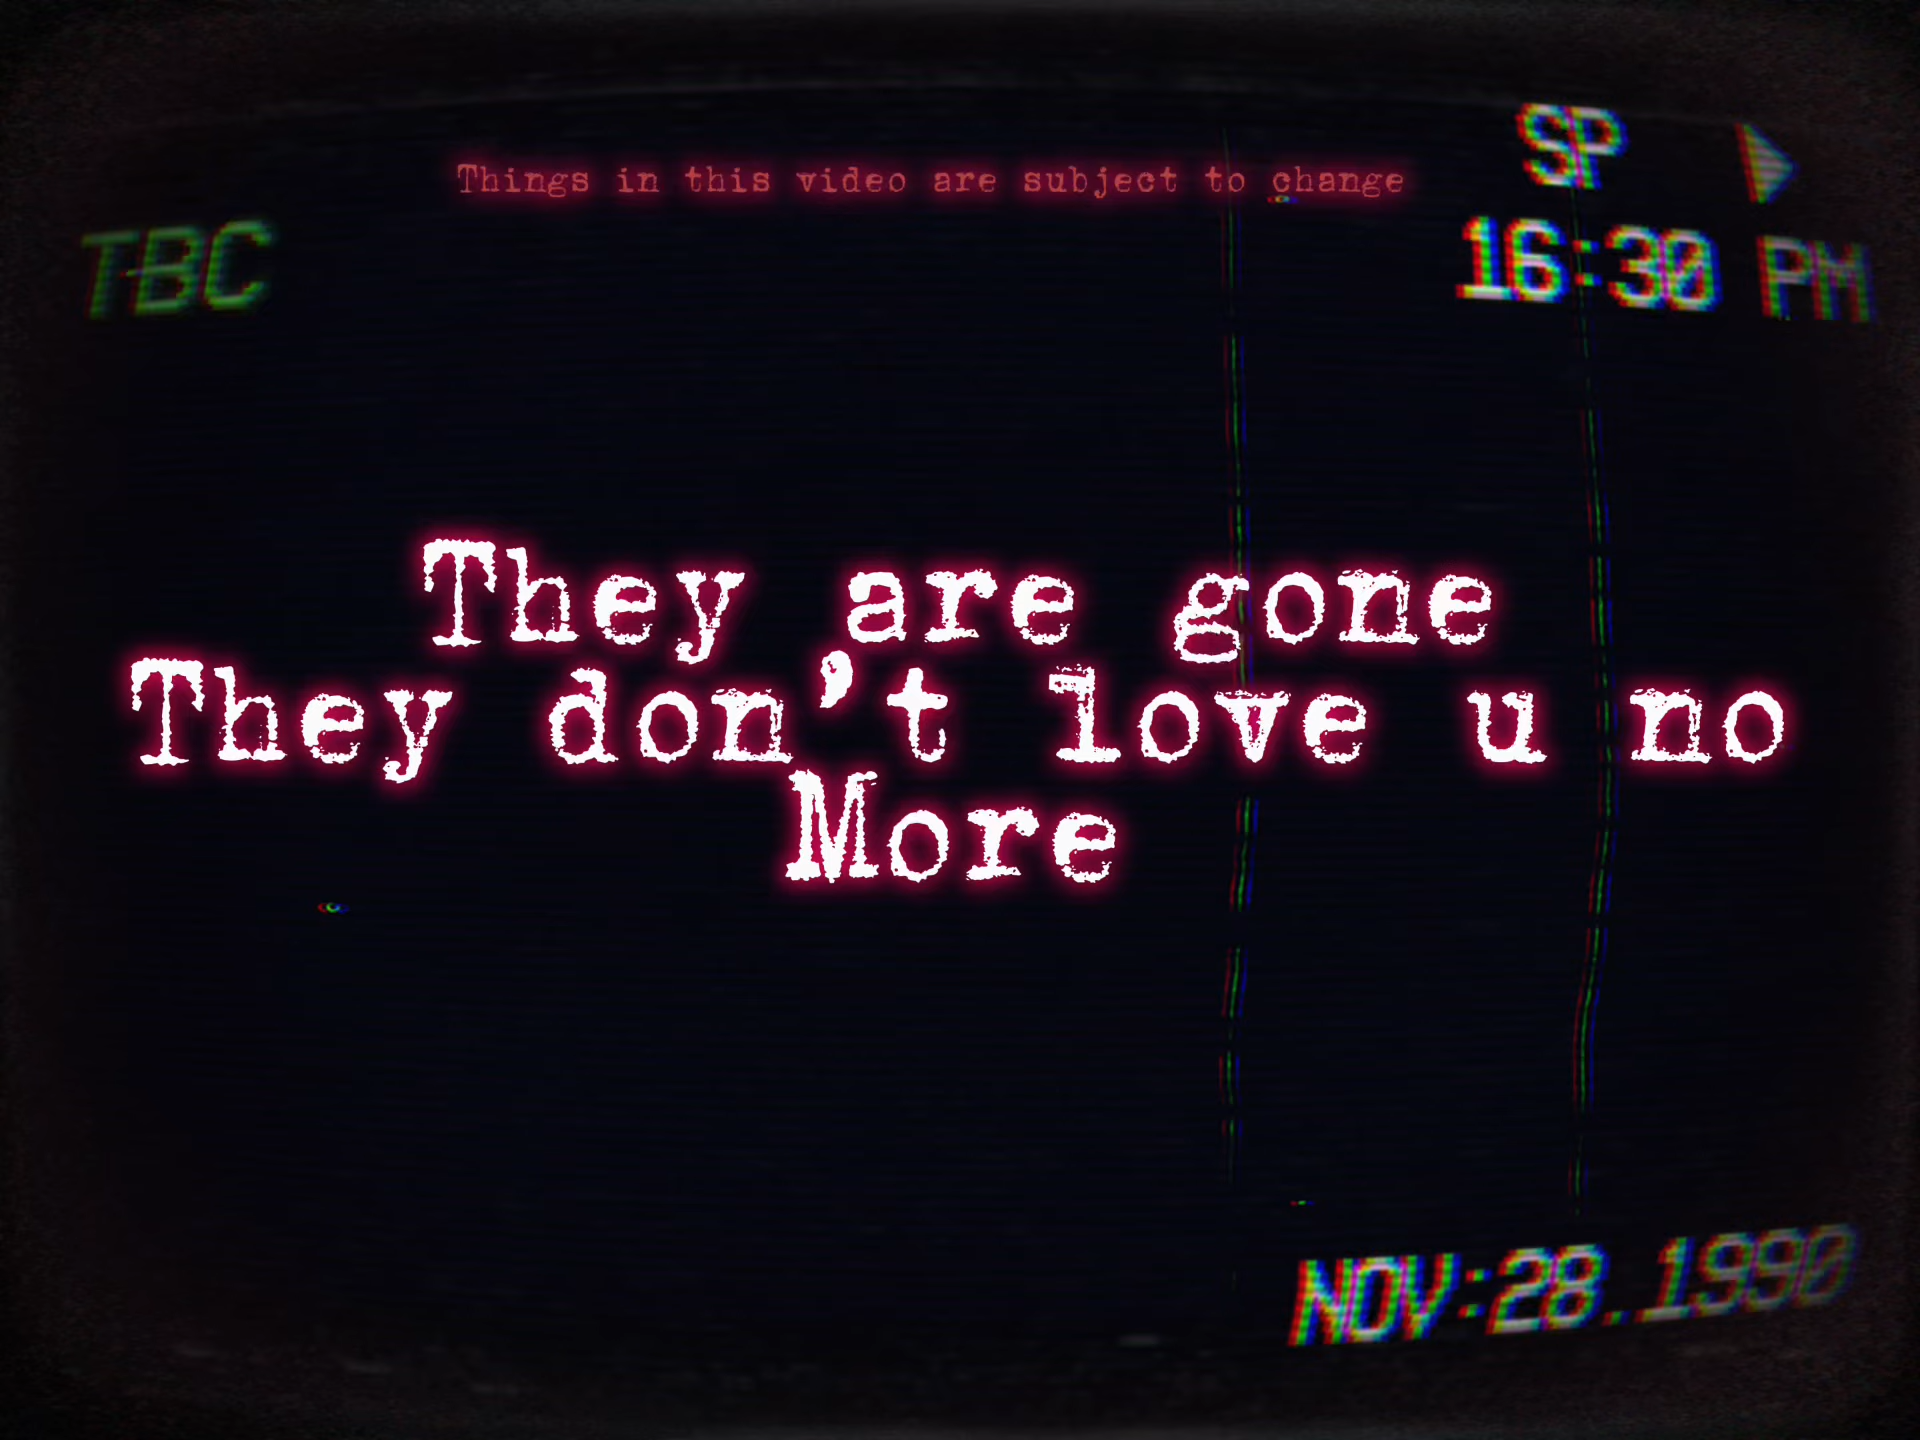 SP
Things in this video are subject to change
TBC
16:30 PM
They are gone
They don't love u no
More
NOV:28.1990